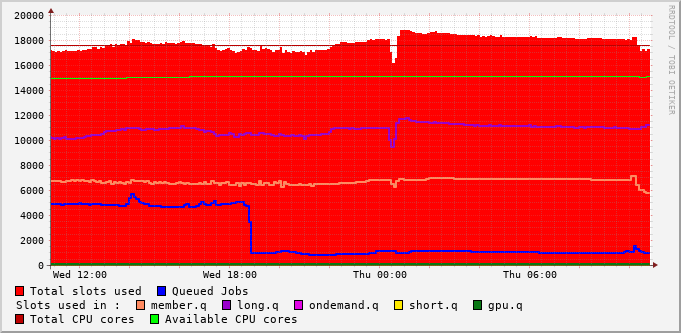 20000
18000
16000
14000
12000
10000
8000
6000
4000
2000
0
Wed 12:00 Wed 18:00 Thu 00:00 Thu 06:00
RRDTOOL / TOBI OETIKER
Total slots used Queued Jobs
Slots used in : member.q long.q ondemand.q short.q gpu.q
Total CPU cores Available CPU cores